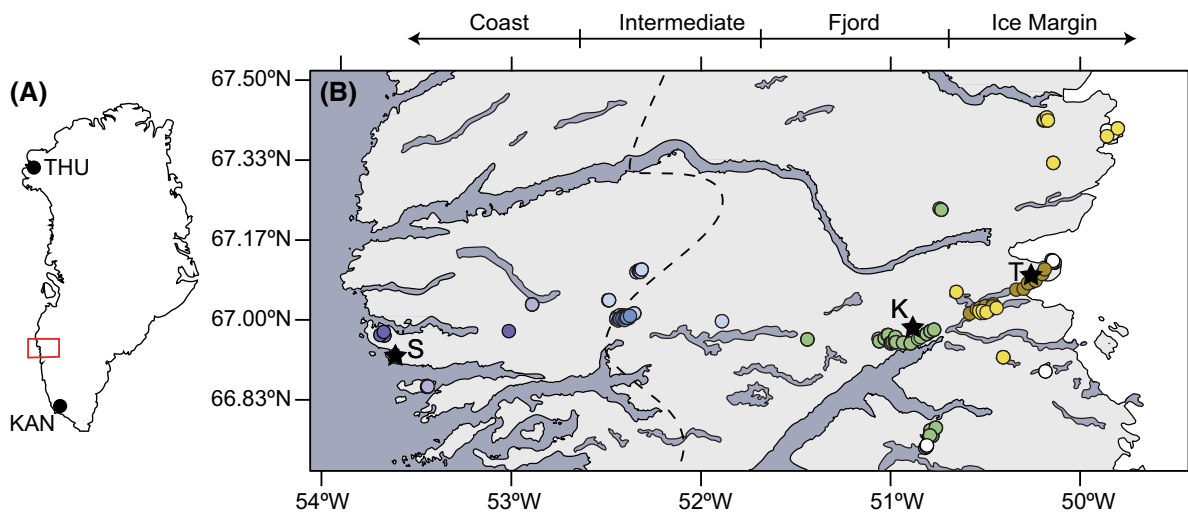 Coast Intermediate Fjord Ice Margin
(A)
THU
KAN
(B)
67.50ºN
67.33ºN
67.17ºN
67.00ºN
66.83ºN
S
K
T
54ºW 53ºW 52ºW 51ºW 50ºW